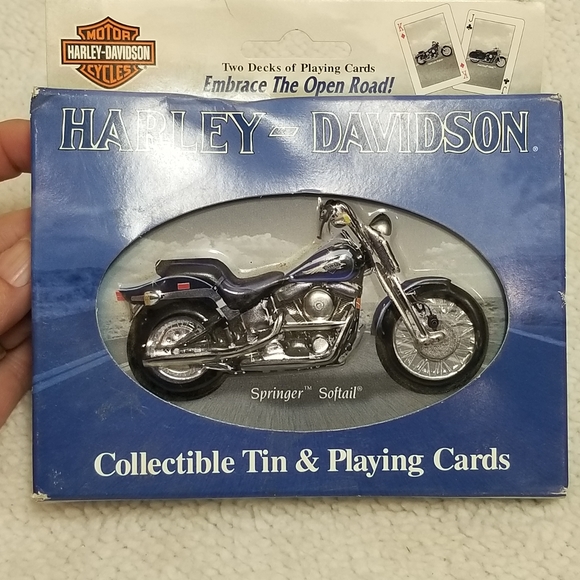 MOTOR
HARLEY-DAVIDSON
CYCLES
Two Decks of Playing Cards
Embrace The Open Road!
K
J
HARLEY-DAVIDSON®
Springer™ Softail®
Collectible Tin & Playing Cards